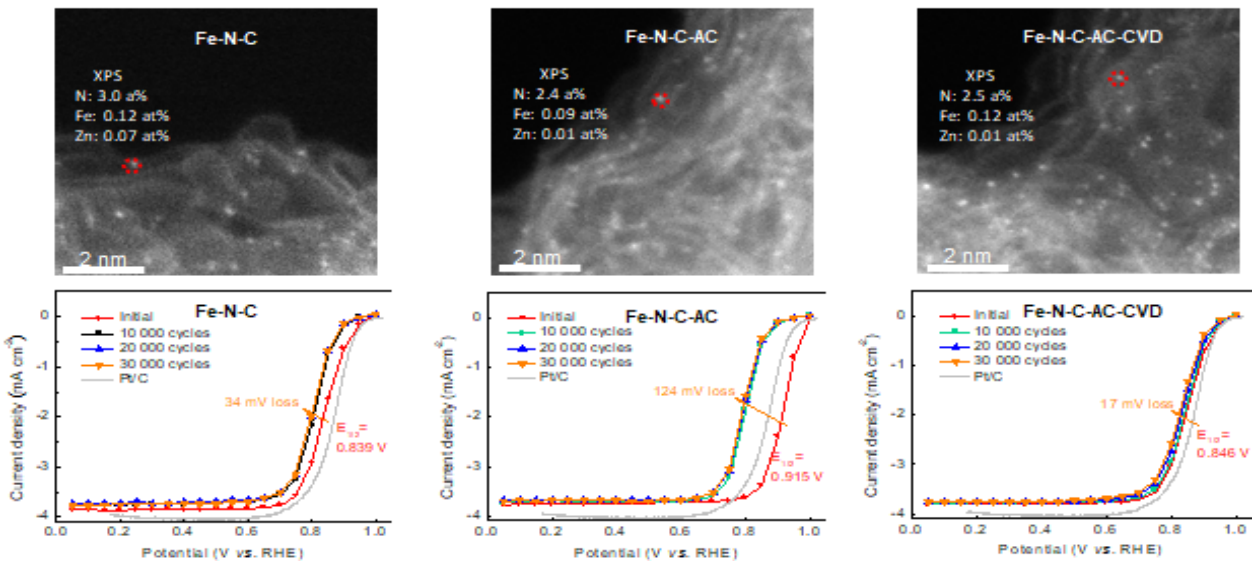 Fe-N-C
XPS
N: 3.0 a%
Fe: 0.12 at%
Zn: 0.07 at%
2 nm
Fe-N-C-AC
XPS
N: 2.4 a%
Fe: 0.09 at%
Zn: 0.01 at%
2 nm
Fe-N-C-AC-CVD
XPS
N: 2.5 a%
Fe: 0.12 at%
Zn: 0.01 at%
2 nm
Fe-N-C
Initial
10 000 cycles
20 000 cycles
30 000 cycles
Pt/C
34 mV loss
E1/2=
0.839 V
Current density (mA cm-2)
0
-1
-2
-3
-4
0.0 0.2 0.4 0.6 0.8 1.0
Potential (V vs. RHE)
Fe-N-C-AC
Initial
10 000 cycles
20 000 cycles
30 000 cycles
Pt/C
124 mV loss
E1/2=
0.915 V
Current density (mA cm-2)
0
-1
-2
-3
-4
0.0 0.2 0.4 0.6 0.8 1.0
Potential (V vs. RHE)
Fe-N-C-AC-CVD
Initial
10 000 cycles
20 000 cycles
30 000 cycles
Pt/C
17 mV loss
E1/2=
0.846 V
Current density (mA cm-2)
0
-1
-2
-3
-4
0.0 0.2 0.4 0.6 0.8 1.0
Potential (V vs. RHE)